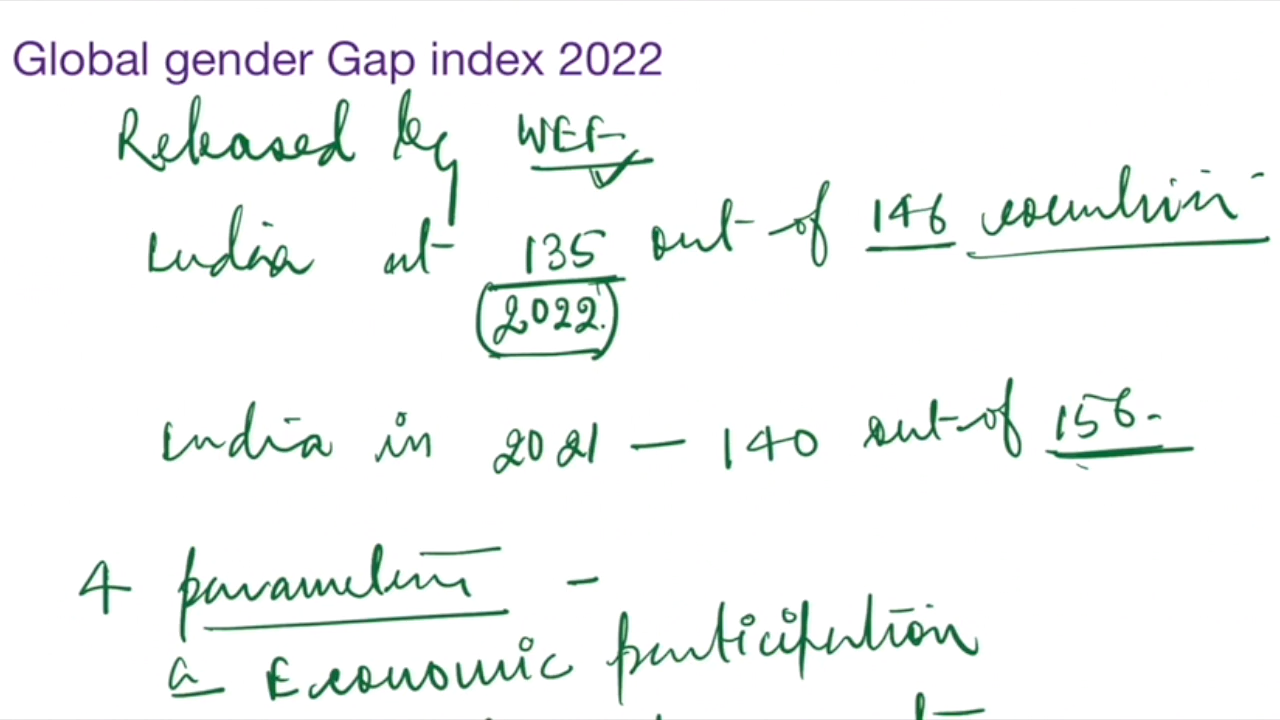 Global gender Gap index 2022
Released by WEF
India at 135 out of 146 countries
2022.
India in 2021 — 140 out of 156.
4 parameters -
a Economic participation